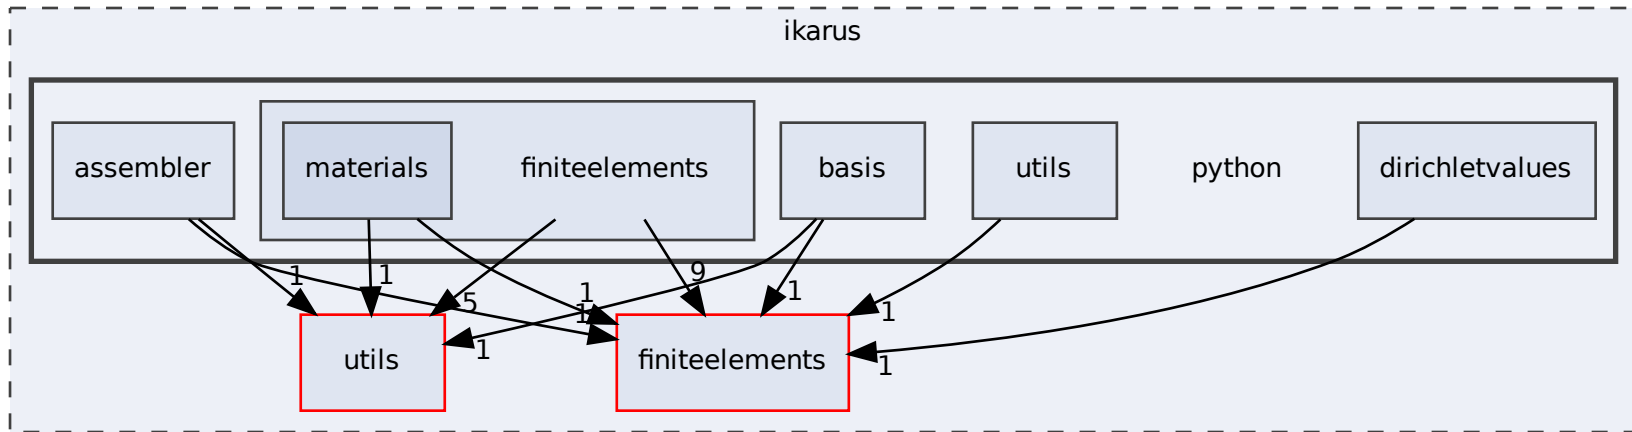 ikarus
assembler
materials
finiteelements
basis
utils
python
dirichletvalues
1
1
5
9
1
1
1
1
1
1
utils
finiteelements